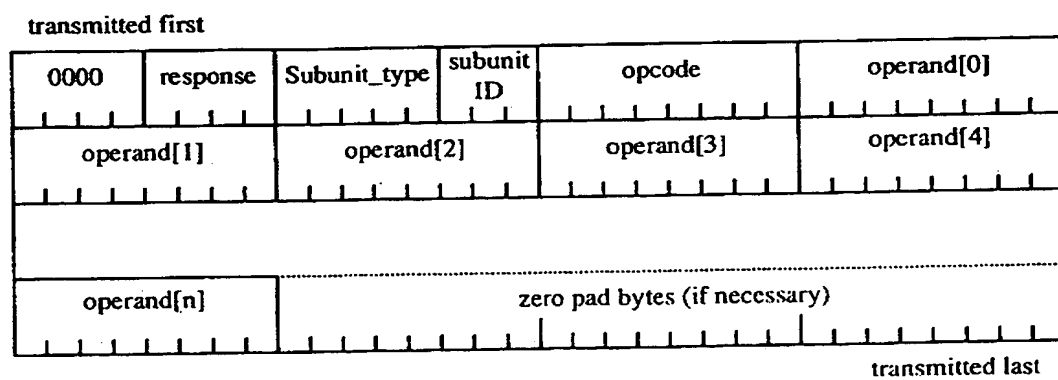 transmitted first
0000 response Subunit_type subunit ID opcode operand[0]
operand[1] operand[2] operand[3] operand[4]
operand[n] zero pad bytes (if necessary)
transmitted last